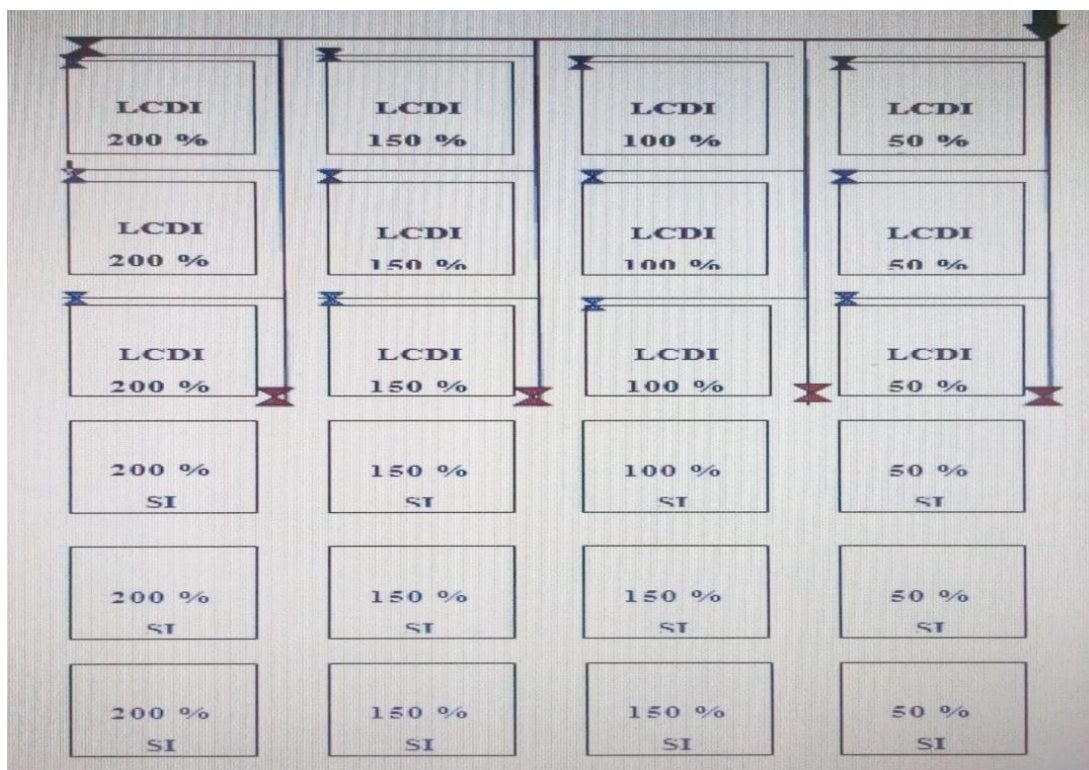 LCDI
200 %
LCDI
150 %
LCDI
100 %
LCDI
50 %
LCDI
200 %
LCDI
150 %
LCDI
100 %
LCDI
50 %
LCDI
200 %
LCDI
150 %
LCDI
100 %
LCDI
50 %
200 %
SI
150 %
SI
100 %
SI
50 %
SI
200 %
SI
150 %
SI
150 %
SI
50 %
SI
200 %
SI
150 %
SI
150 %
SI
50 %
SI